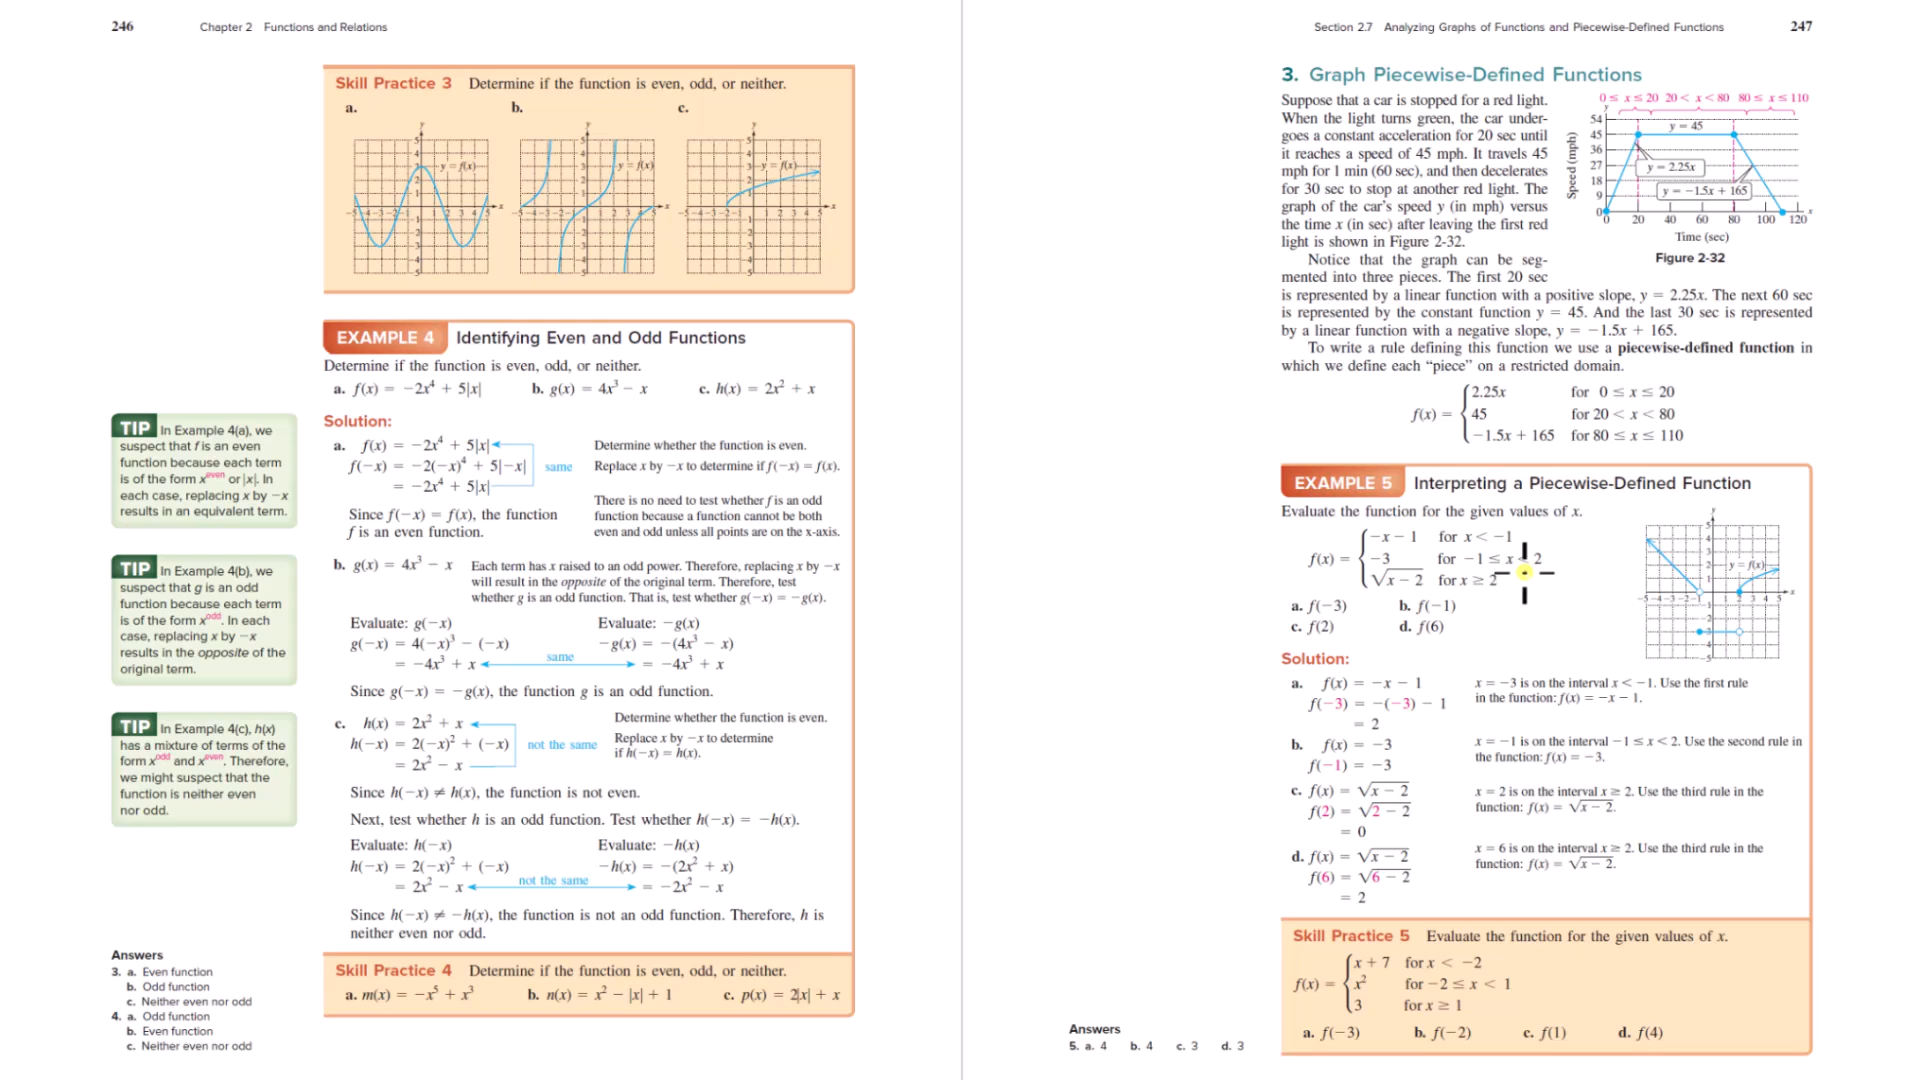 246 Chapter 2 Functions and Relations
Skill Practice 3 Determine if the function is even, odd, or neither.
a. b. c.
y = f(x) y = f(x) y = f(x)
EXAMPLE 4 Identifying Even and Odd Functions
Determine if the function is even, odd, or neither.
a. f(x) = −2x⁴ + 5|x| b. g(x) = 4x³ − x c. h(x) = 2x² + x
Solution:
a. f(x) = −2x⁴ + 5|x| Determine whether the function is even.
f(−x) = −2(−x)⁴ + 5|−x| same Replace x by −x to determine if f(−x) = f(x).
= −2x⁴ + 5|x|
There is no need to test whether f is an odd
Since f(−x) = f(x), the function function because a function cannot be both
f is an even function. even and odd unless all points are on the x-axis.
b. g(x) = 4x³ − x Each term has x raised to an odd power. Therefore, replacing x by −x
will result in the opposite of the original term. Therefore, test
whether g is an odd function. That is, test whether g(−x) = −g(x).
Evaluate: g(−x) Evaluate: −g(x)
g(−x) = 4(−x)³ − (−x) −g(x) = −(4x³ − x)
= −4x³ + x same = −4x³ + x
Since g(−x) = −g(x), the function g is an odd function.
c. h(x) = 2x² + x Determine whether the function is even.
h(−x) = 2(−x)² + (−x) not the same Replace x by −x to determine
= 2x² − x if h(−x) = h(x).
Since h(−x) ≠ h(x), the function is not even.
Next, test whether h is an odd function. Test whether h(−x) = −h(x).
Evaluate: h(−x) Evaluate: −h(x)
h(−x) = 2(−x)² + (−x) −h(x) = −(2x² + x)
= 2x² − x not the same = −2x² − x
Since h(−x) ≠ −h(x), the function is not an odd function. Therefore, h is
neither even nor odd.
Skill Practice 4 Determine if the function is even, odd, or neither.
a. m(x) = −x⁵ + x³ b. n(x) = x² − |x| + 1 c. p(x) = 2|x| + x
TIP In Example 4(a), we
suspect that f is an even
function because each term
is of the form x^even or |x|. In
each case, replacing x by −x
results in an equivalent term.
TIP In Example 4(b), we
suspect that g is an odd
function because each term
is of the form x^odd. In each
case, replacing x by −x
results in the opposite of the
original term.
TIP In Example 4(c), h(x)
has a mixture of terms of the
form x^odd and x^even. Therefore,
we might suspect that the
function is neither even
nor odd.
Answers
3. a. Even function
b. Odd function
c. Neither even nor odd
4. a. Odd function
b. Even function
c. Neither even nor odd
Section 2.7 Analyzing Graphs of Functions and Piecewise-Defined Functions 247
3. Graph Piecewise-Defined Functions
Suppose that a car is stopped for a red light.
When the light turns green, the car under-
goes a constant acceleration for 20 sec until
it reaches a speed of 45 mph. It travels 45
mph for 1 min (60 sec), and then decelerates
for 30 sec to stop at another red light. The
graph of the car's speed y (in mph) versus
the time x (in sec) after leaving the first red
light is shown in Figure 2-32.
Notice that the graph can be seg-
mented into three pieces. The first 20 sec
is represented by a linear function with a positive slope, y = 2.25x. The next 60 sec
is represented by the constant function y = 45. And the last 30 sec is represented
by a linear function with a negative slope, y = −1.5x + 165.
To write a rule defining this function we use a piecewise-defined function in
which we define each “piece” on a restricted domain.
0 ≤ x ≤ 20 20 < x < 80 80 ≤ x ≤ 110
y
54
45
36
27
18
9
0
Speed (mph)
y = 45
y = 2.25x
y = −1.5x + 165
0 20 40 60 80 100 120 x
Time (sec)
Figure 2-32
2.25x for 0 ≤ x ≤ 20
f(x) = { 45 for 20 < x < 80
−1.5x + 165 for 80 ≤ x ≤ 110
EXAMPLE 5 Interpreting a Piecewise-Defined Function
Evaluate the function for the given values of x.
−x − 1 for x < −1
f(x) = { −3 for −1 ≤ x < 2
√x − 2 for x ≥ 2
y = f(x)
a. f(−3) b. f(−1)
c. f(2) d. f(6)
Solution:
a. f(x) = −x − 1 x = −3 is on the interval x < −1. Use the first rule
f(−3) = −(−3) − 1 in the function: f(x) = −x − 1.
= 2
b. f(x) = −3 x = −1 is on the interval −1 ≤ x < 2. Use the second rule in
f(−1) = −3 the function: f(x) = −3.
c. f(x) = √x − 2 x = 2 is on the interval x ≥ 2. Use the third rule in the
f(2) = √2 − 2 function: f(x) = √x − 2.
= 0
d. f(x) = √x − 2 x = 6 is on the interval x ≥ 2. Use the third rule in the
f(6) = √6 − 2 function: f(x) = √x − 2.
= 2
Skill Practice 5 Evaluate the function for the given values of x.
x + 7 for x < −2
f(x) = { x² for −2 ≤ x < 1
3 for x ≥ 1
a. f(−3) b. f(−2) c. f(1) d. f(4)
Answers
5. a. 4 b. 4 c. 3 d. 3